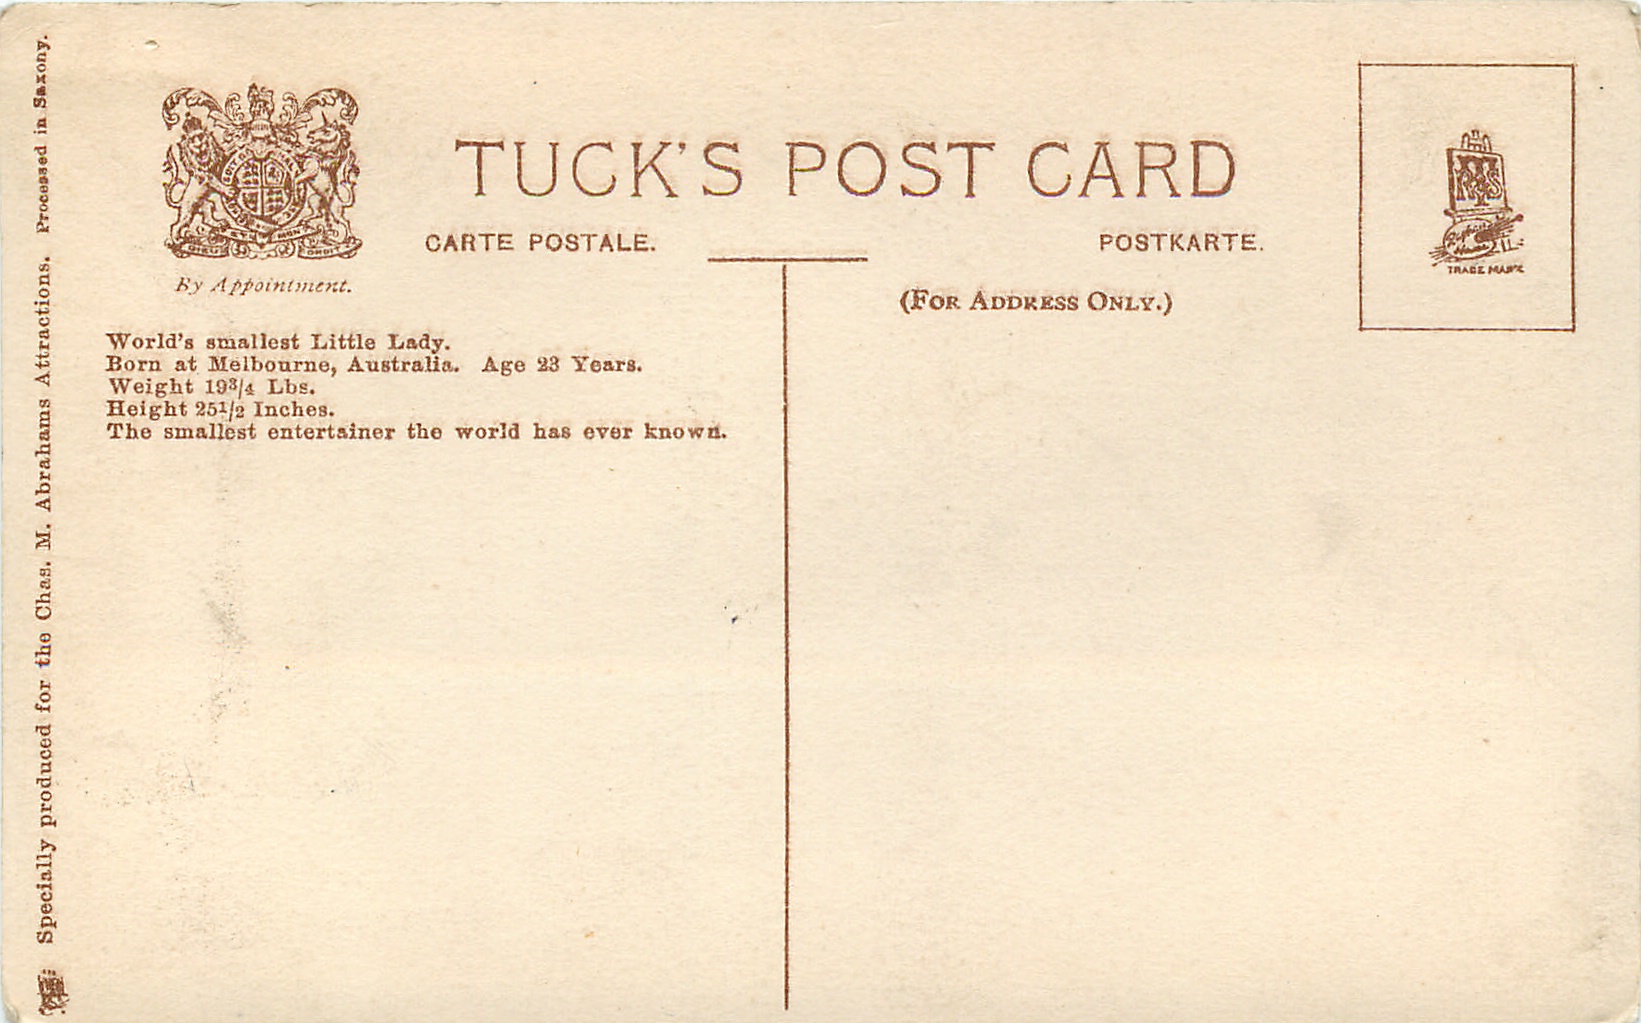 TUCK'S POST CARD
CARTE POSTALE.
POSTKARTE.
By Appointment.
(FOR ADDRESS ONLY.)
World's smallest Little Lady.
Born at Melbourne, Australia. Age 23 Years.
Weight 19¾ Lbs.
Height 25½ Inches.
The smallest entertainer the world has ever known.
TRADE MARK
Specially produced for the Chas. M. Abrahams Attractions. Processed in Saxony.